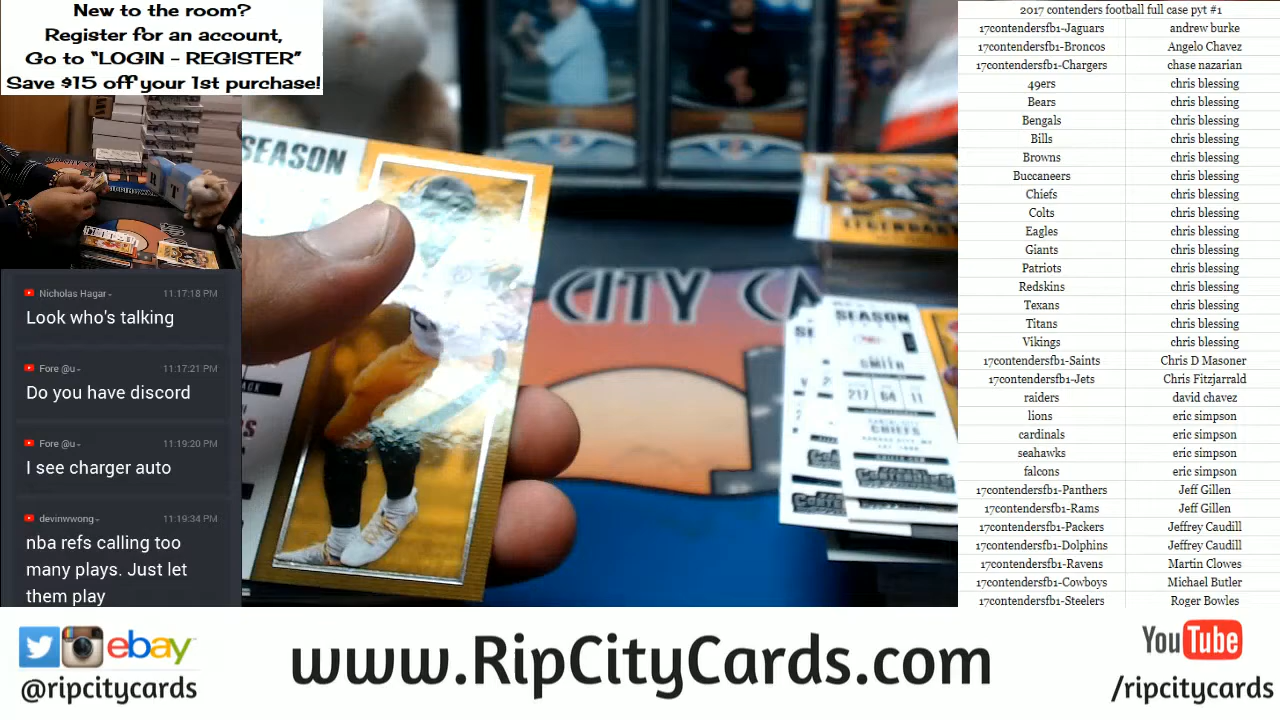 New to the room?
Register for an account,
Go to “LOGIN - REGISTER”
Save $15 off your 1st purchase!
Nicholas Hagar
11:17:18 PM
Look who's talking
Fore @u
11:17:21 PM
Do you have discord
Fore @u
11:19:20 PM
I see charger auto
devinwwong
11:19:34 PM
nba refs calling too
many plays. Just let
them play
SEASON
CITY CA
LEGENDARY
SEASON
SMITH
217 64 11
CHIEFS
2017 contenders football full case pyt #1
17contendersfb1-Jaguars andrew burke
17contendersfb1-Broncos Angelo Chavez
17contendersfb1-Chargers chase nazarian
49ers chris blessing
Bears chris blessing
Bengals chris blessing
Bills chris blessing
Browns chris blessing
Buccaneers chris blessing
Chiefs chris blessing
Colts chris blessing
Eagles chris blessing
Giants chris blessing
Patriots chris blessing
Redskins chris blessing
Texans chris blessing
Titans chris blessing
Vikings chris blessing
17contendersfb1-Saints Chris D Masoner
17contendersfb1-Jets Chris Fitzjarrald
raiders david chavez
lions eric simpson
cardinals eric simpson
seahawks eric simpson
falcons eric simpson
17contendersfb1-Panthers Jeff Gillen
17contendersfb1-Rams Jeff Gillen
17contendersfb1-Packers Jeffrey Caudill
17contendersfb1-Dolphins Jeffrey Caudill
17contendersfb1-Ravens Martin Clowes
17contendersfb1-Cowboys Michael Butler
17contendersfb1-Steelers Roger Bowles
ebay
@ripcitycards
www.RipCityCards.com
YouTube
/ripcitycards